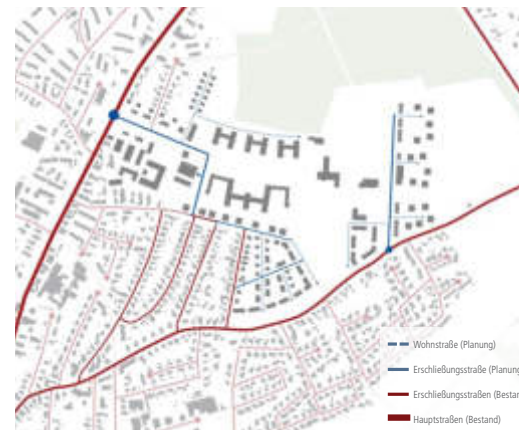 Wohnstraße (Planung)
Erschließungsstraße (Planung
Erschließungsstraßen (Bestan
Hauptstraßen (Bestand)